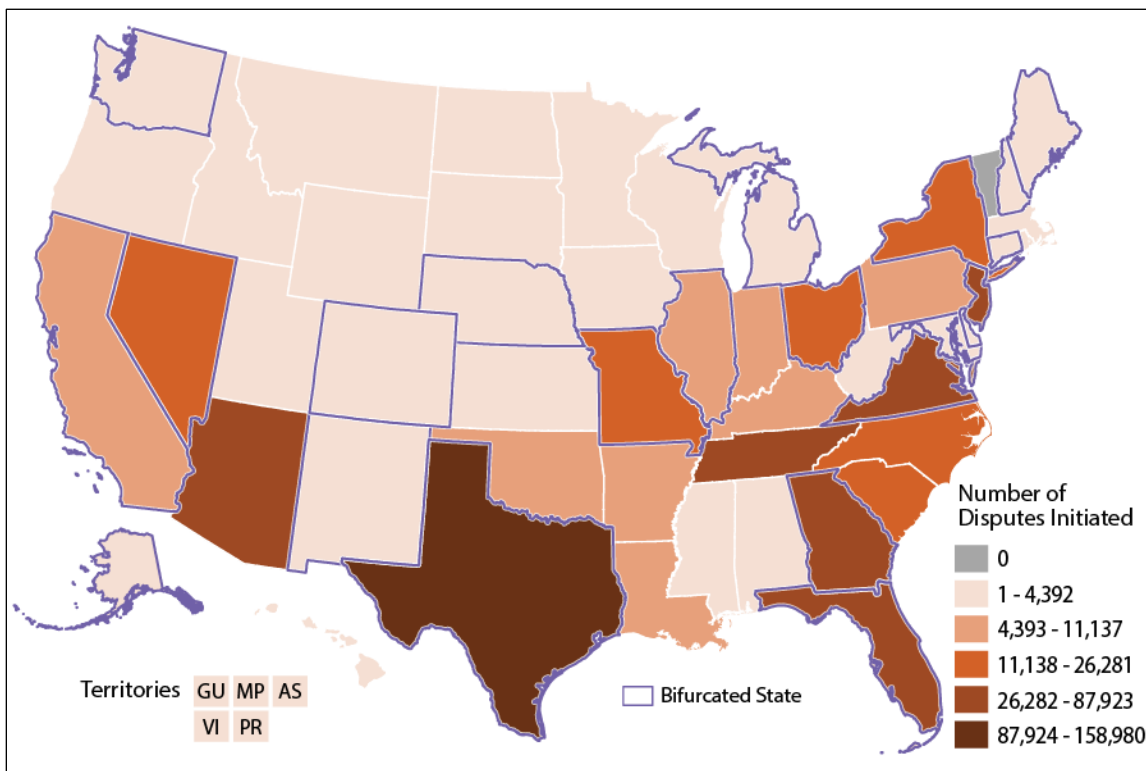 Number of
Disputes Initiated
0
1 - 4,392
4,393 - 11,137
11,138 - 26,281
26,282 - 87,923
87,924 - 158,980
Territories GU MP AS
VI PR
Bifurcated State